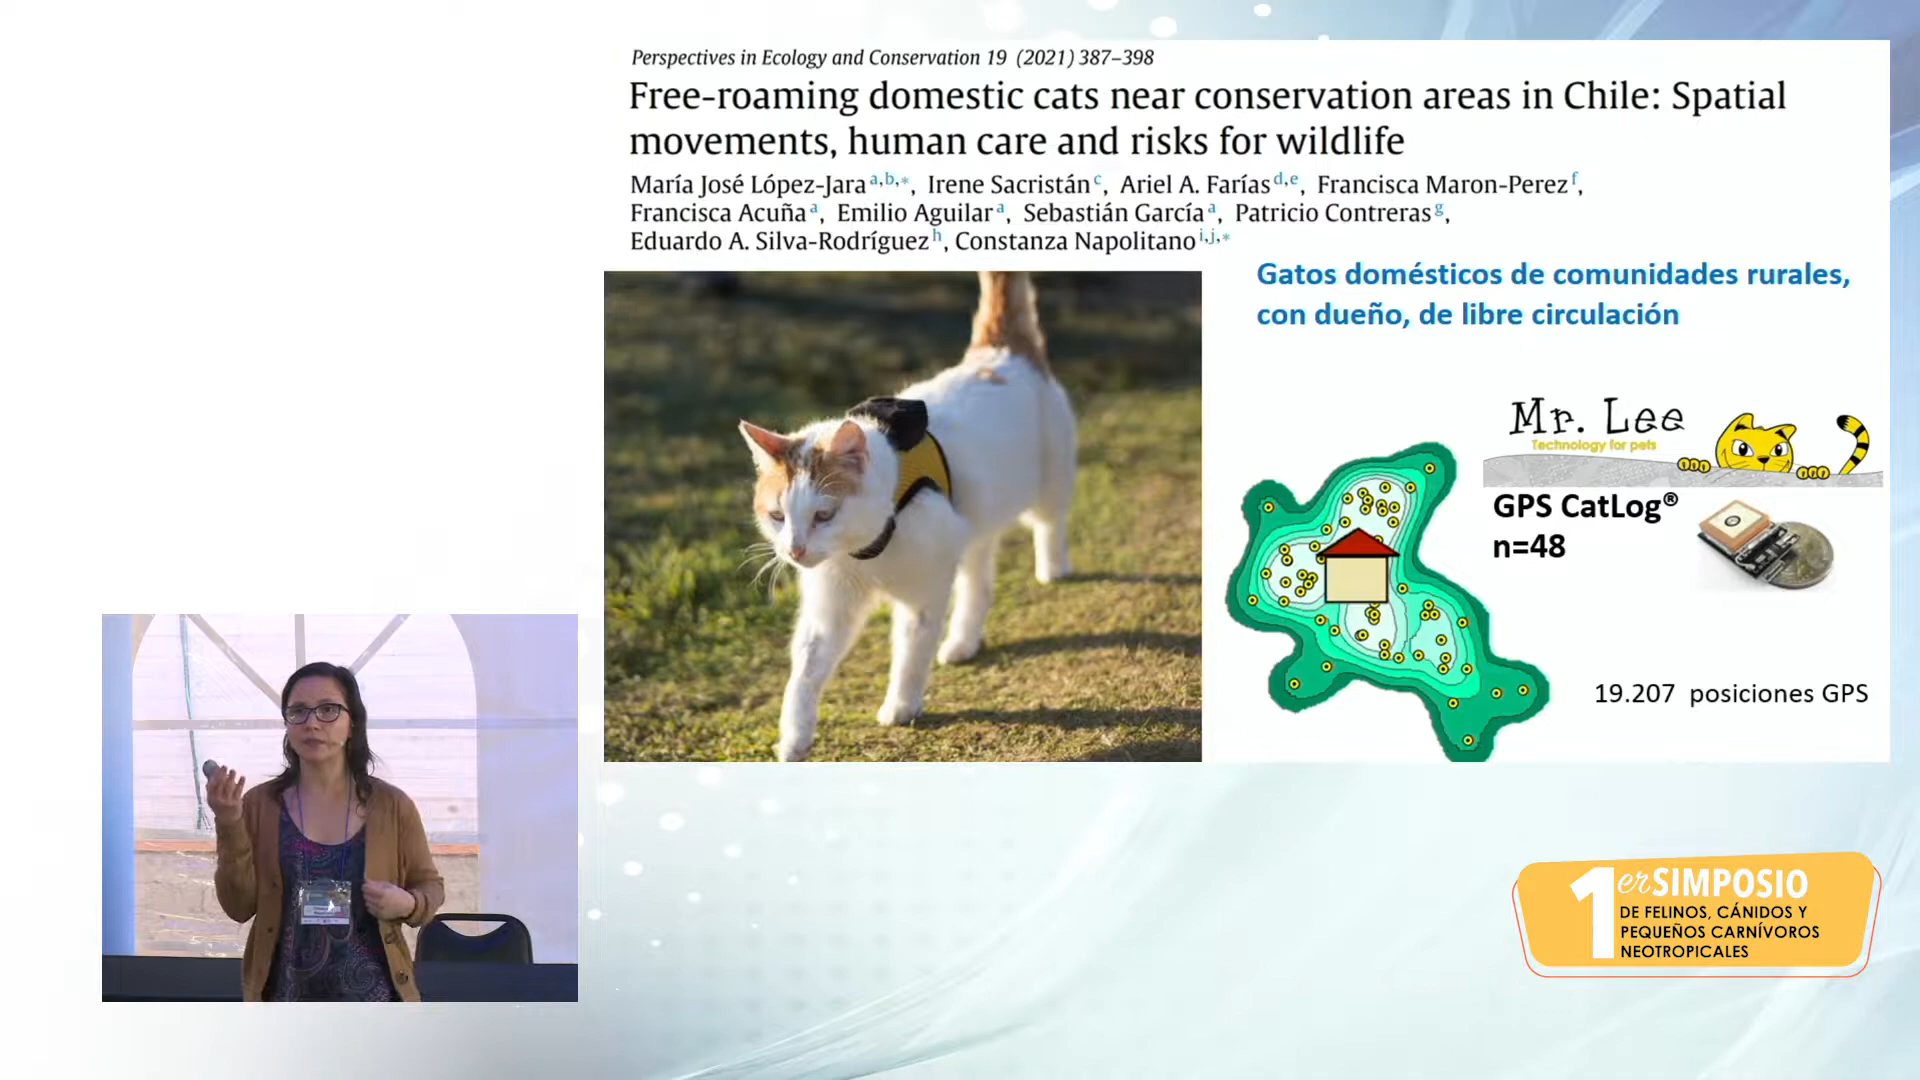 Perspectives in Ecology and Conservation 19 (2021) 387–398
Free-roaming domestic cats near conservation areas in Chile: Spatial
movements, human care and risks for wildlife
María José López-Jara a,b,*, Irene Sacristán c, Ariel A. Farías d,e, Francisca Maron-Perez f,
Francisca Acuña a, Emilio Aguilar a, Sebastián García a, Patricio Contreras g,
Eduardo A. Silva-Rodríguez h, Constanza Napolitano i,j,*
Gatos domésticos de comunidades rurales,
con dueño, de libre circulación
Mr. Lee
Technology for pets
GPS CatLog®
n=48
19.207 posiciones GPS
1er SIMPOSIO
DE FELINOS, CÁNIDOS Y
PEQUEÑOS CARNÍVOROS
NEOTROPICALES